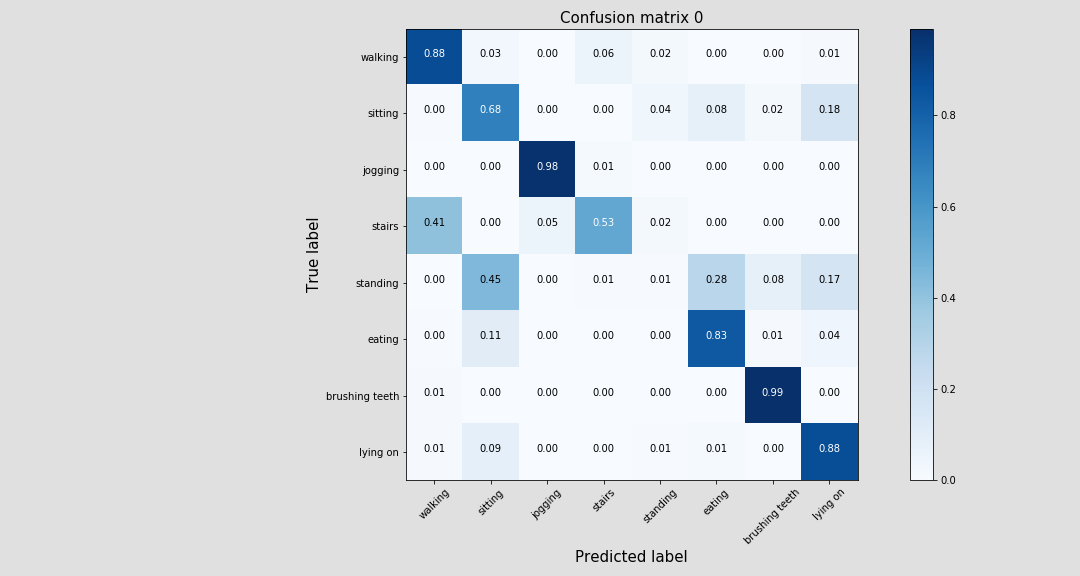 Confusion matrix 0
walking 0.88 0.03 0.00 0.06 0.02 0.00 0.00 0.01
sitting 0.00 0.68 0.00 0.00 0.04 0.08 0.02 0.18
jogging 0.00 0.00 0.98 0.01 0.00 0.00 0.00 0.00
stairs 0.41 0.00 0.05 0.53 0.02 0.00 0.00 0.00
standing 0.00 0.45 0.00 0.01 0.01 0.28 0.08 0.17
eating 0.00 0.11 0.00 0.00 0.00 0.83 0.01 0.04
brushing teeth 0.01 0.00 0.00 0.00 0.00 0.00 0.99 0.00
lying on 0.01 0.09 0.00 0.00 0.01 0.01 0.00 0.88
True label
walking sitting jogging stairs standing eating brushing teeth lying on
Predicted label
0.8
0.6
0.4
0.2
0.0